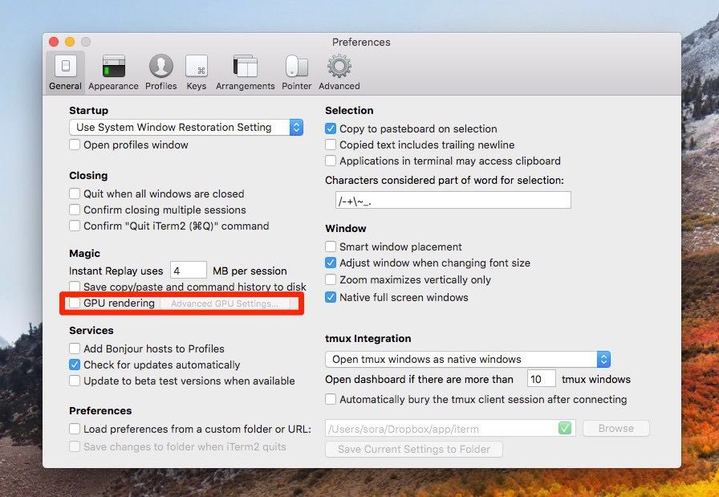 Preferences
General Appearance Profiles Keys Arrangements Pointer Advanced
Startup
Use System Window Restoration Setting
Open profiles window
Closing
Quit when all windows are closed
Confirm closing multiple sessions
Confirm "Quit iTerm2 (⌘Q)" command
Magic
Instant Replay uses 4 MB per session
Save copy/paste and command history to disk
GPU rendering Advanced GPU Settings...
Services
Add Bonjour hosts to Profiles
Check for updates automatically
Update to beta test versions when available
Preferences
Load preferences from a custom folder or URL: /Users/sora/Dropbox/app/iterm Browse
Save changes to folder when iTerm2 quits Save Current Settings to Folder
Selection
Copy to pasteboard on selection
Copied text includes trailing newline
Applications in terminal may access clipboard
Characters considered part of word for selection:
/-+\~_.
Window
Smart window placement
Adjust window when changing font size
Zoom maximizes vertically only
Native full screen windows
tmux Integration
Open tmux windows as native windows
Open dashboard if there are more than 10 tmux windows
Automatically bury the tmux client session after connecting